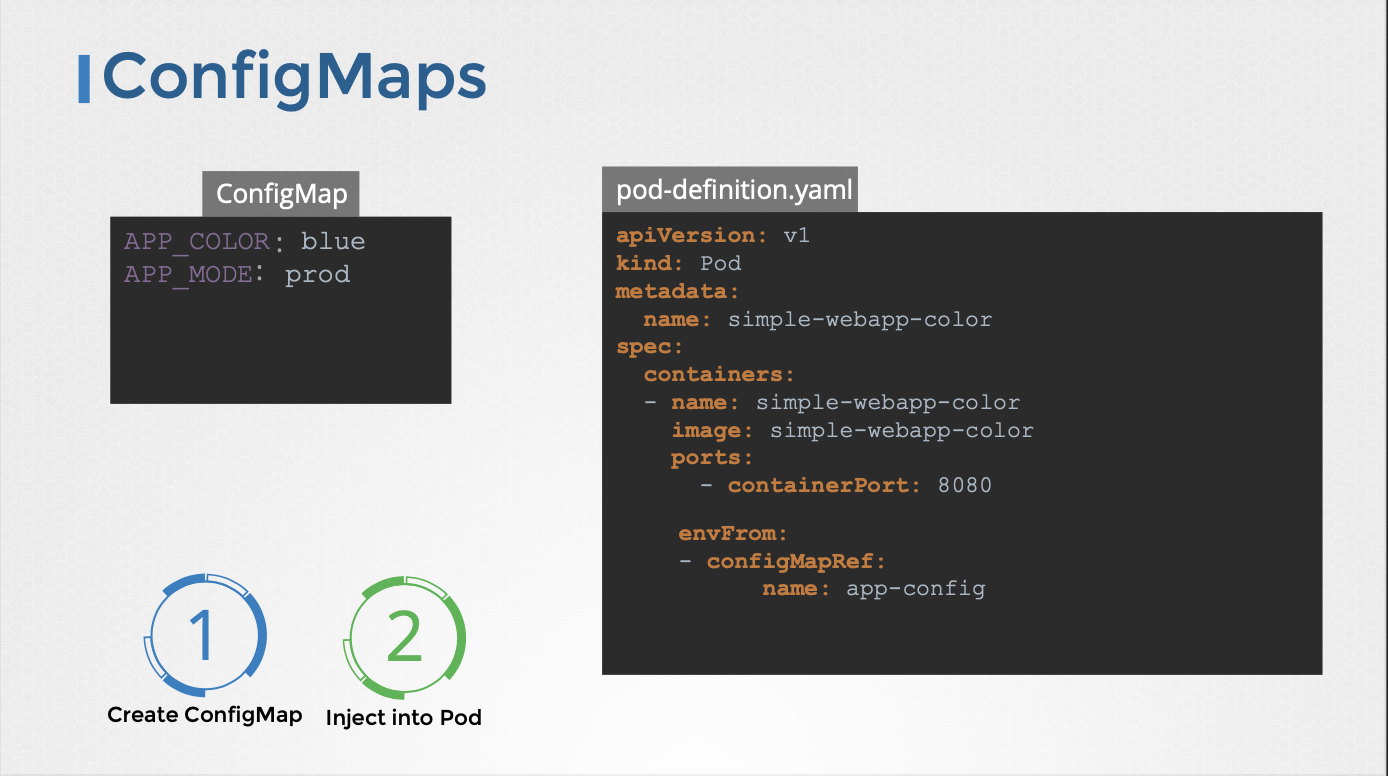 ConfigMaps
ConfigMap
APP_COLOR: blue
APP_MODE: prod
pod-definition.yaml
apiVersion: v1
kind: Pod
metadata:
  name: simple-webapp-color
spec:
  containers:
  - name: simple-webapp-color
    image: simple-webapp-color
    ports:
      - containerPort: 8080
    envFrom:
    - configMapRef:
          name: app-config
1
Create ConfigMap
2
Inject into Pod